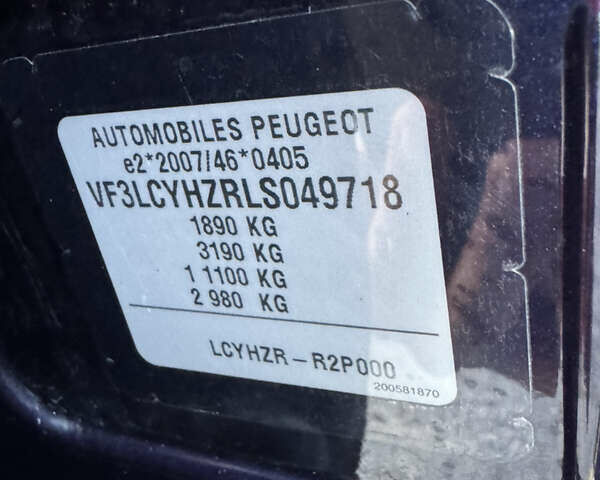 AUTOMOBILES PEUGEOT
e2*2007/46*0405
VF3LCYHZRLS049718
1890 KG
3190 KG
1 1100 KG
2 980 KG
LCYHZR - R2P000
200581870